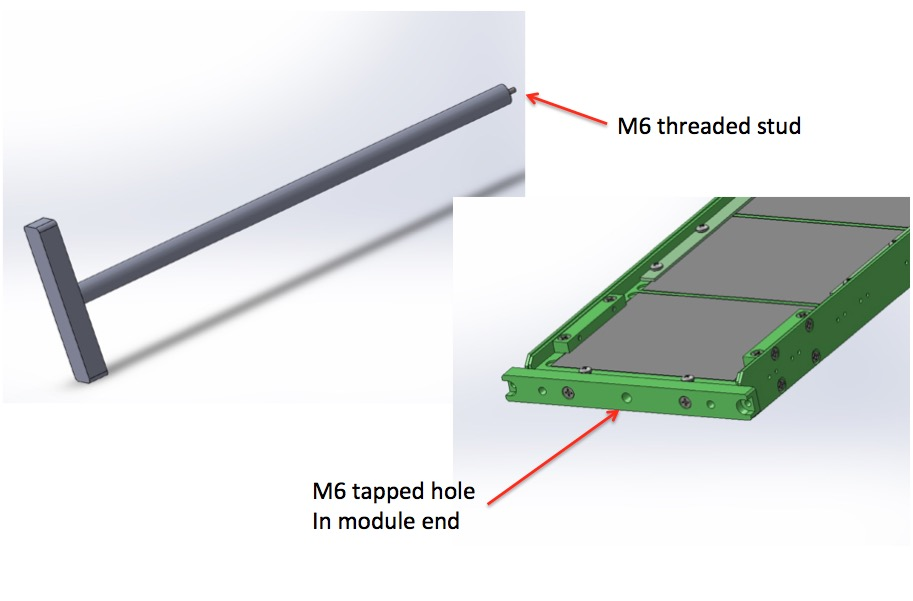 M6 threaded stud
M6 tapped hole
In module end